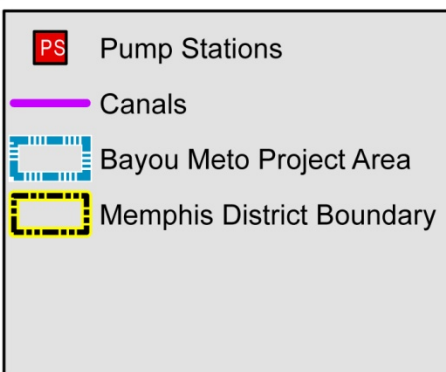 PS Pump Stations
Canals
Bayou Meto Project Area
Memphis District Boundary